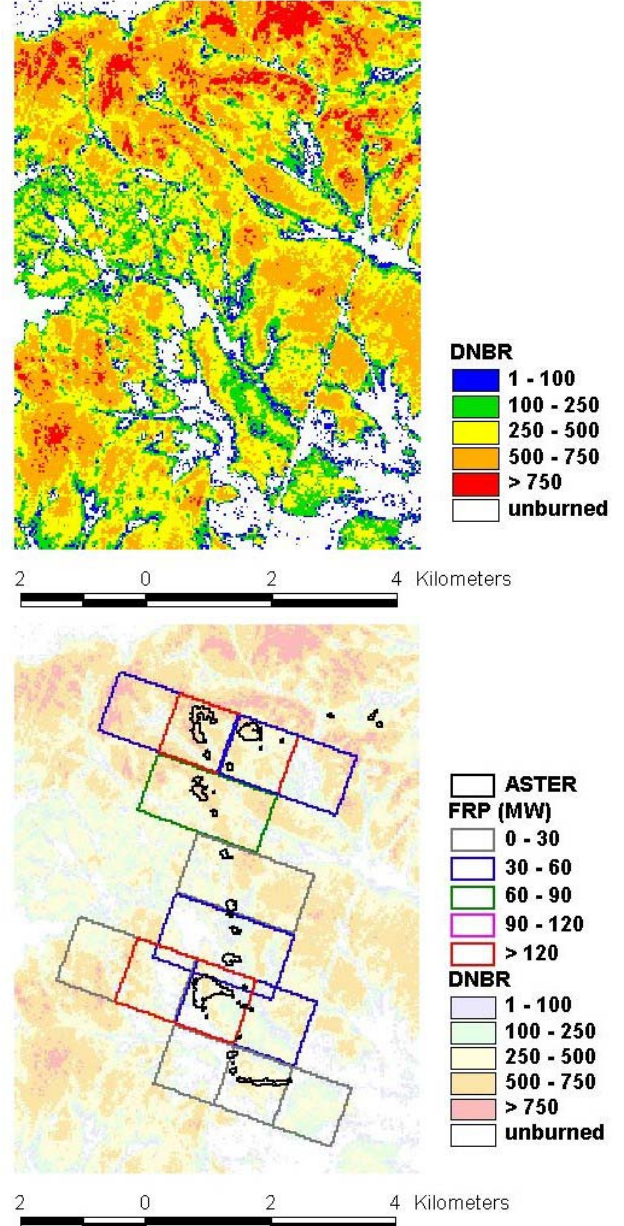 DNBR
1 - 100
100 - 250
250 - 500
500 - 750
> 750
unburned
2 0 2 4 Kilometers
ASTER
FRP (MW)
0 - 30
30 - 60
60 - 90
90 - 120
> 120
DNBR
1 - 100
100 - 250
250 - 500
500 - 750
> 750
unburned
2 0 2 4 Kilometers